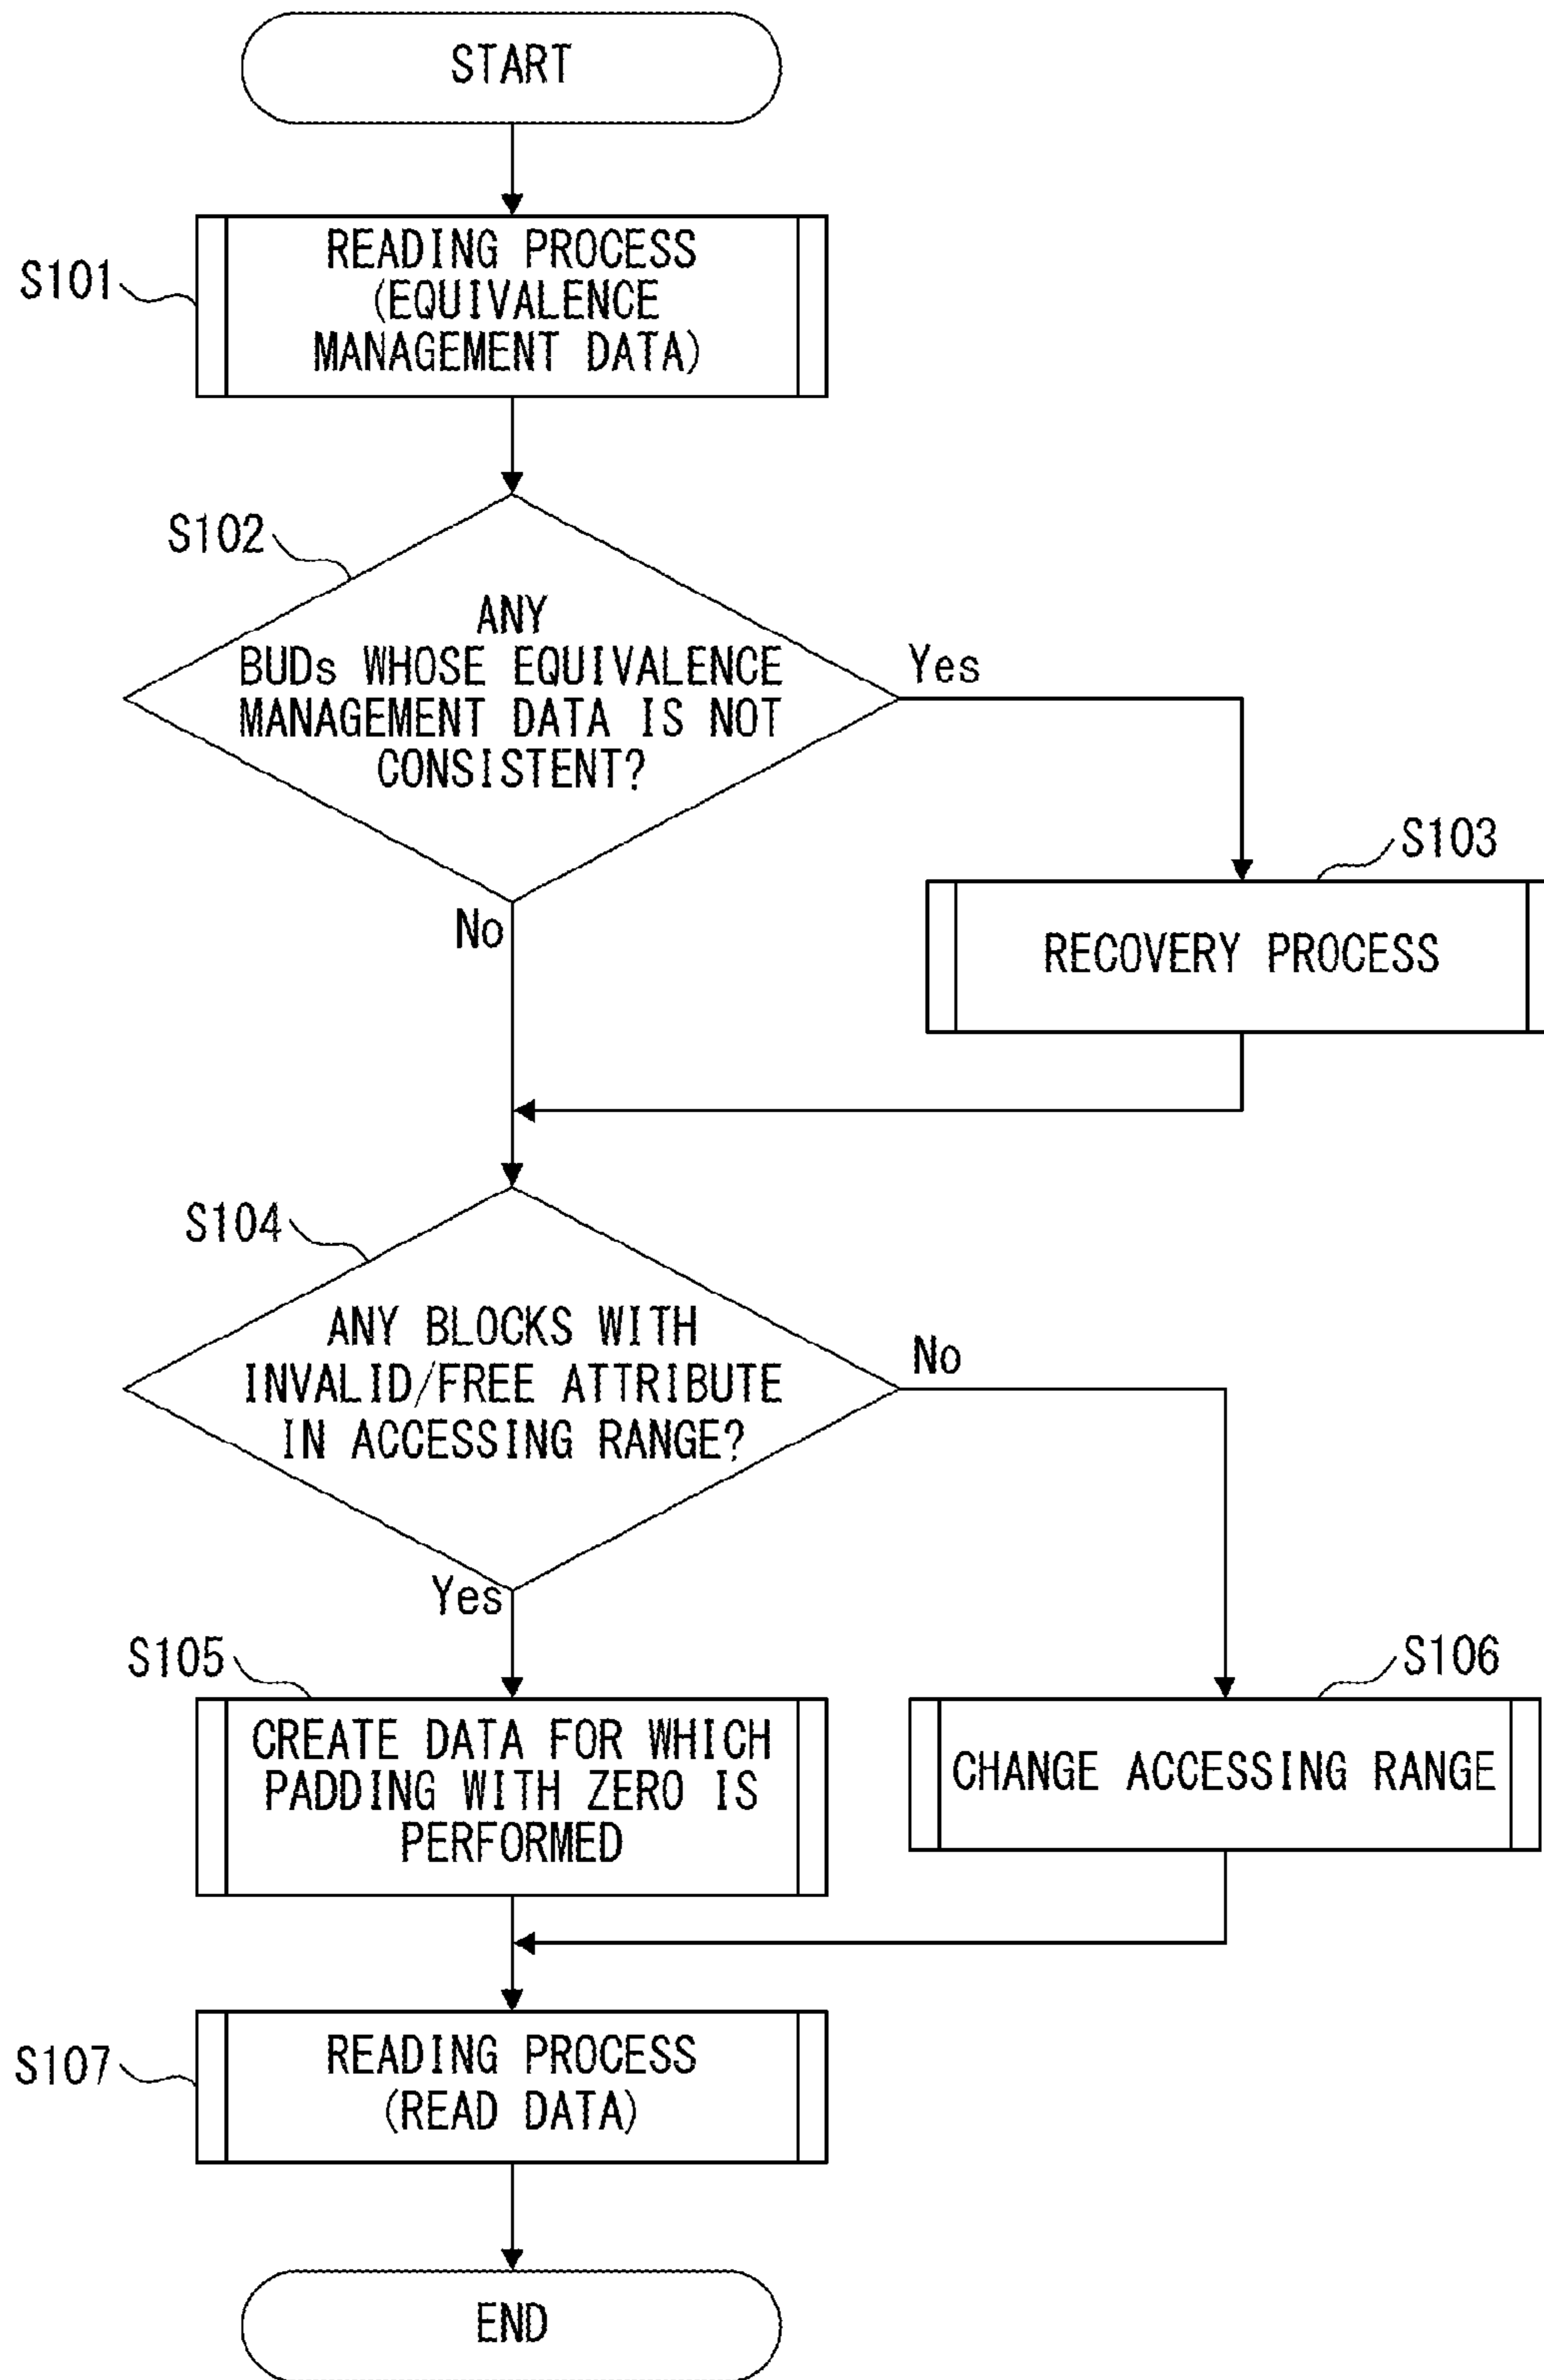 START
S101
READING PROCESS
(EQUIVALENCE
MANAGEMENT DATA)
S102
ANY
BUDs WHOSE EQUIVALENCE
MANAGEMENT DATA IS NOT
CONSISTENT?
Yes
No
S103
RECOVERY PROCESS
S104
ANY BLOCKS WITH
INVALID/FREE ATTRIBUTE
IN ACCESSING RANGE?
No
Yes
S105
CREATE DATA FOR WHICH
PADDING WITH ZERO IS
PERFORMED
S106
CHANGE ACCESSING RANGE
S107
READING PROCESS
(READ DATA)
END